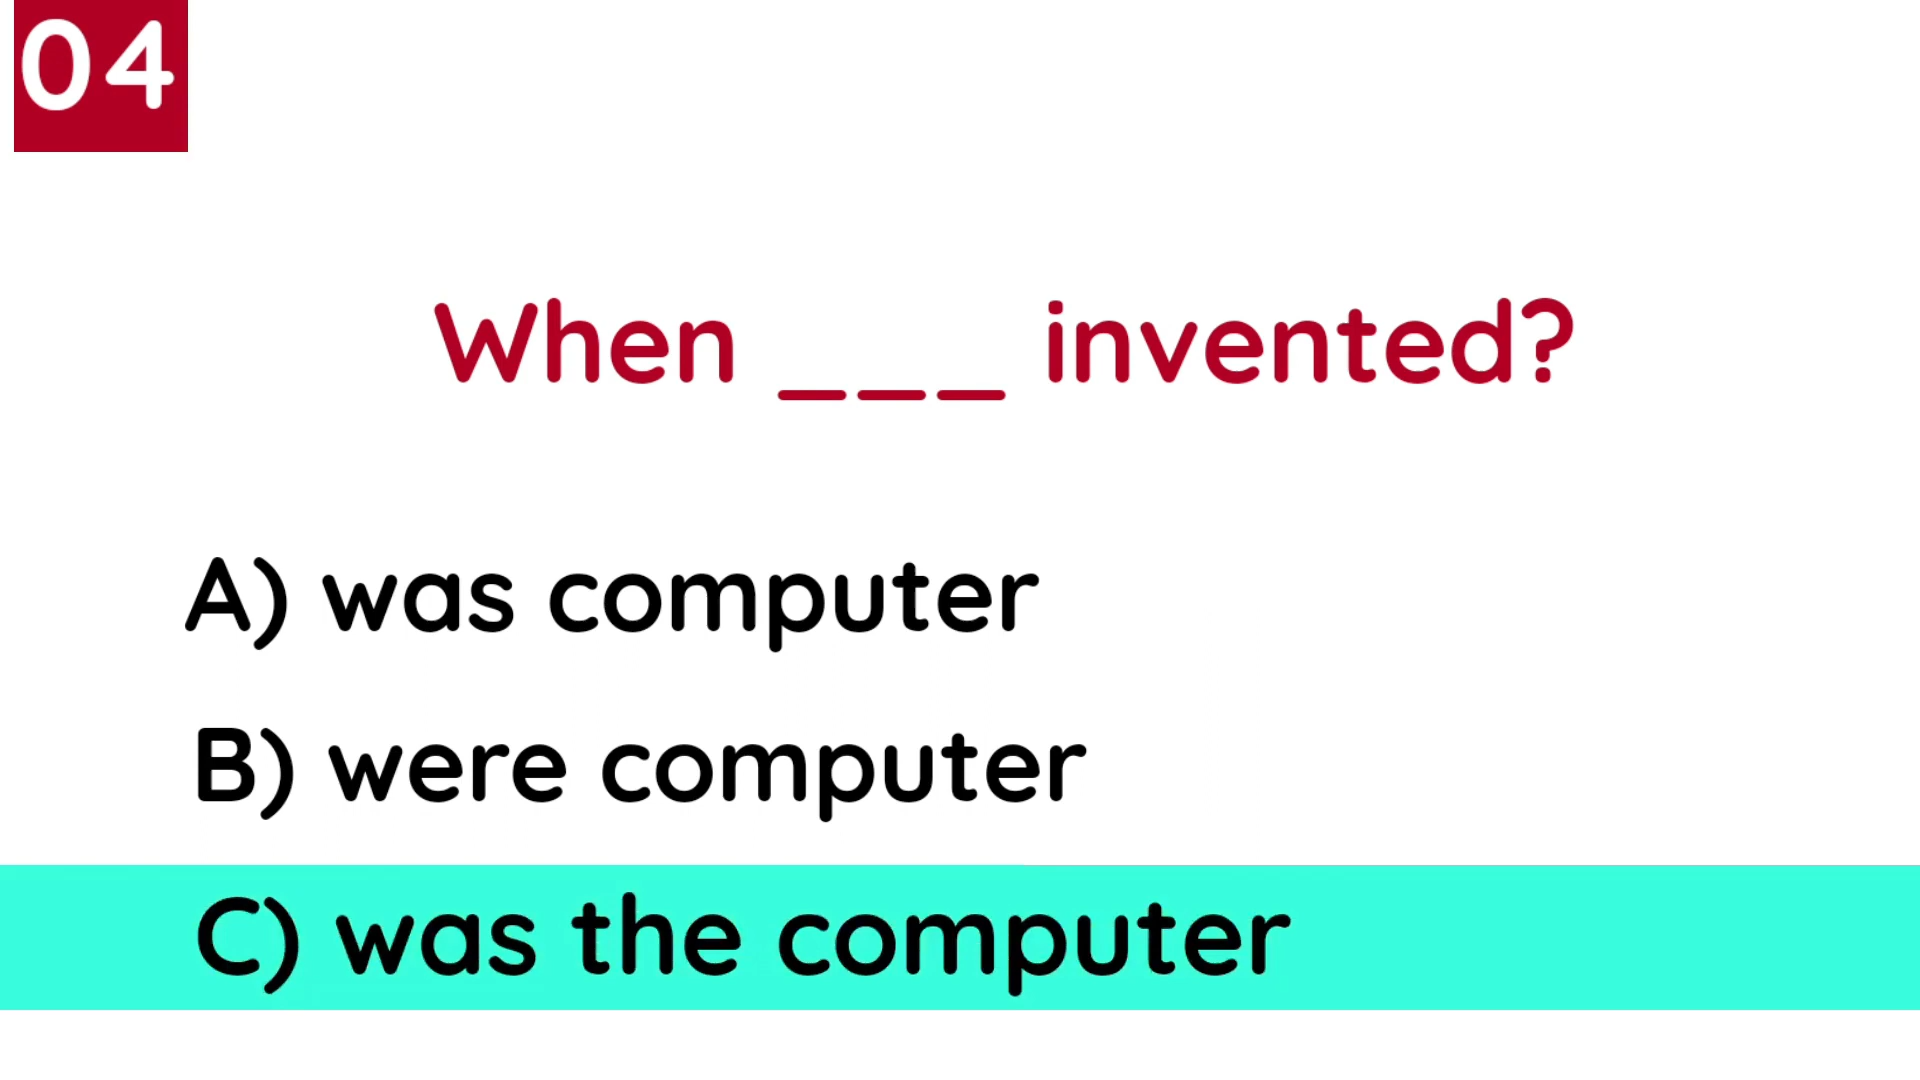 04
When ___ invented?
A) was computer
B) were computer
C) was the computer